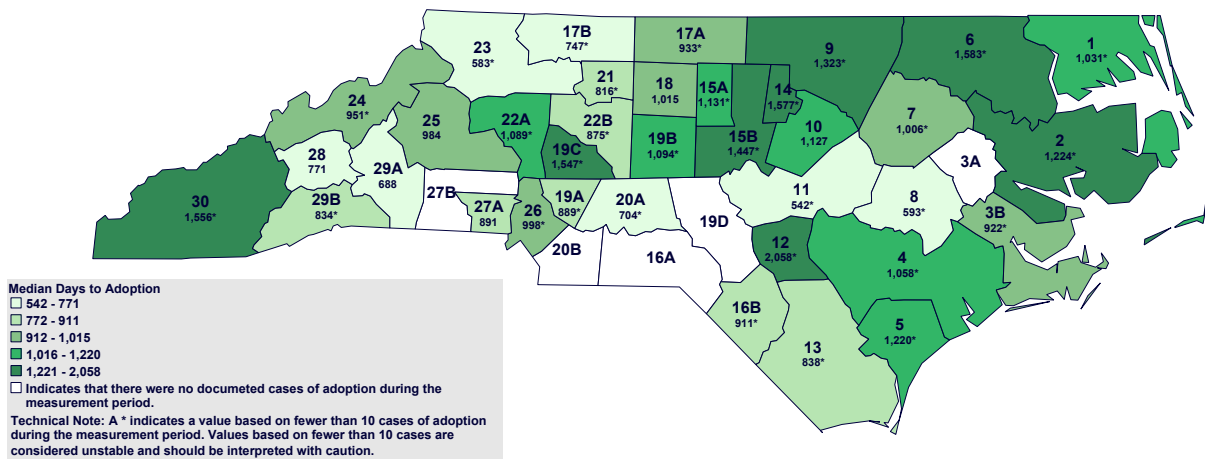 23
583*
17B
747*
17A
933*
9
1,323*
6
1,583*
1
1,031*
21
816*
18
1,015
15A
1,131*
14
1,577*
24
951*
25
984
22A
1,089*
22B
875*
19B
1,094*
15B
1,447*
10
1,127
7
1,006*
2
1,224*
28
771
29A
688
19C
1,547*
3A
30
1,556*
29B
834*
27B
27A
891
26
998*
19A
889*
20A
704*
19D
11
542*
8
593*
3B
922*
20B
16A
12
2,058*
4
1,058*
16B
911*
13
838*
5
1,220*
Median Days to Adoption
542 - 771
772 - 911
912 - 1,015
1,016 - 1,220
1,221 - 2,058
Indicates that there were no documeted cases of adoption during the
measurement period.
Technical Note: A * indicates a value based on fewer than 10 cases of adoption
during the measurement period. Values based on fewer than 10 cases are
considered unstable and should be interpreted with caution.